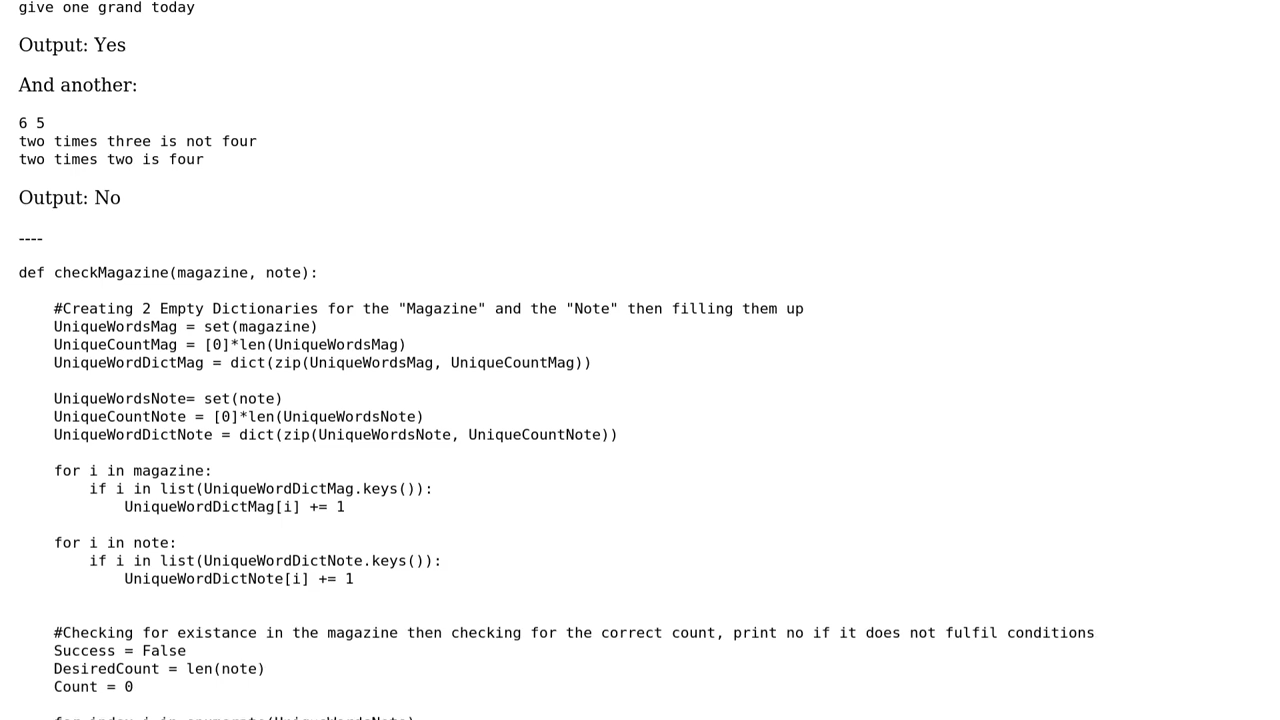 give one grand today
Output: Yes
And another:
6 5
two times three is not four
two times two is four
Output: No
----
def checkMagazine(magazine, note):
    #Creating 2 Empty Dictionaries for the "Magazine" and the "Note" then filling them up
    UniqueWordsMag = set(magazine)
    UniqueCountMag = [0]*len(UniqueWordsMag)
    UniqueWordDictMag = dict(zip(UniqueWordsMag, UniqueCountMag))
    UniqueWordsNote= set(note)
    UniqueCountNote = [0]*len(UniqueWordsNote)
    UniqueWordDictNote = dict(zip(UniqueWordsNote, UniqueCountNote))
    for i in magazine:
        if i in list(UniqueWordDictMag.keys()):
            UniqueWordDictMag[i] += 1
    for i in note:
        if i in list(UniqueWordDictNote.keys()):
            UniqueWordDictNote[i] += 1
    #Checking for existance in the magazine then checking for the correct count, print no if it does not fulfil conditions
    Success = False
    DesiredCount = len(note)
    Count = 0
    for index,i in enumerate(UniqueWordsNote):